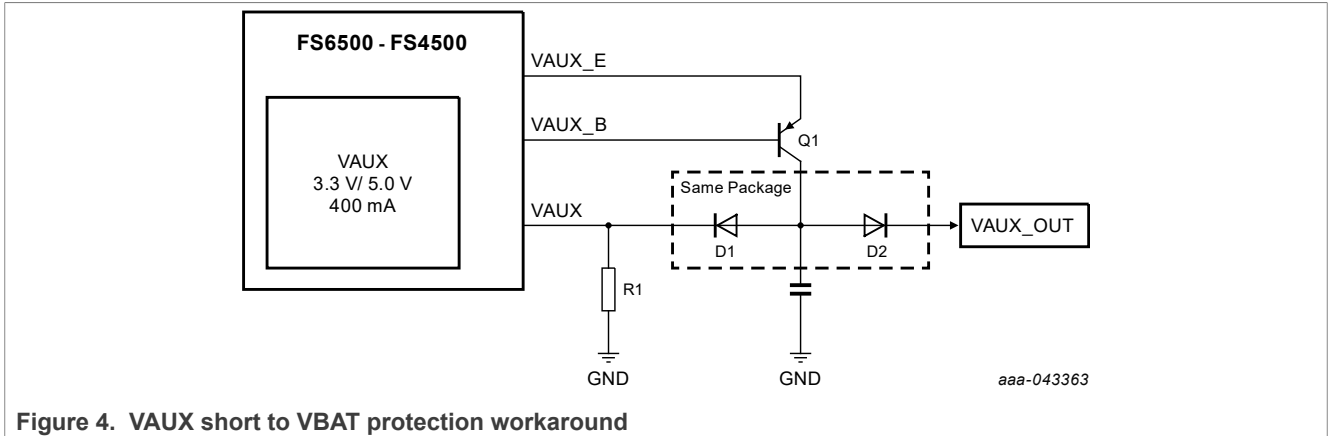 FS6500 - FS4500
VAUX_E
VAUX_B
Q1
VAUX
3.3 V/ 5.0 V
400 mA
Same Package
VAUX
VAUX_OUT
D1
D2
R1
GND
GND
aaa-043363
Figure 4. VAUX short to VBAT protection workaround